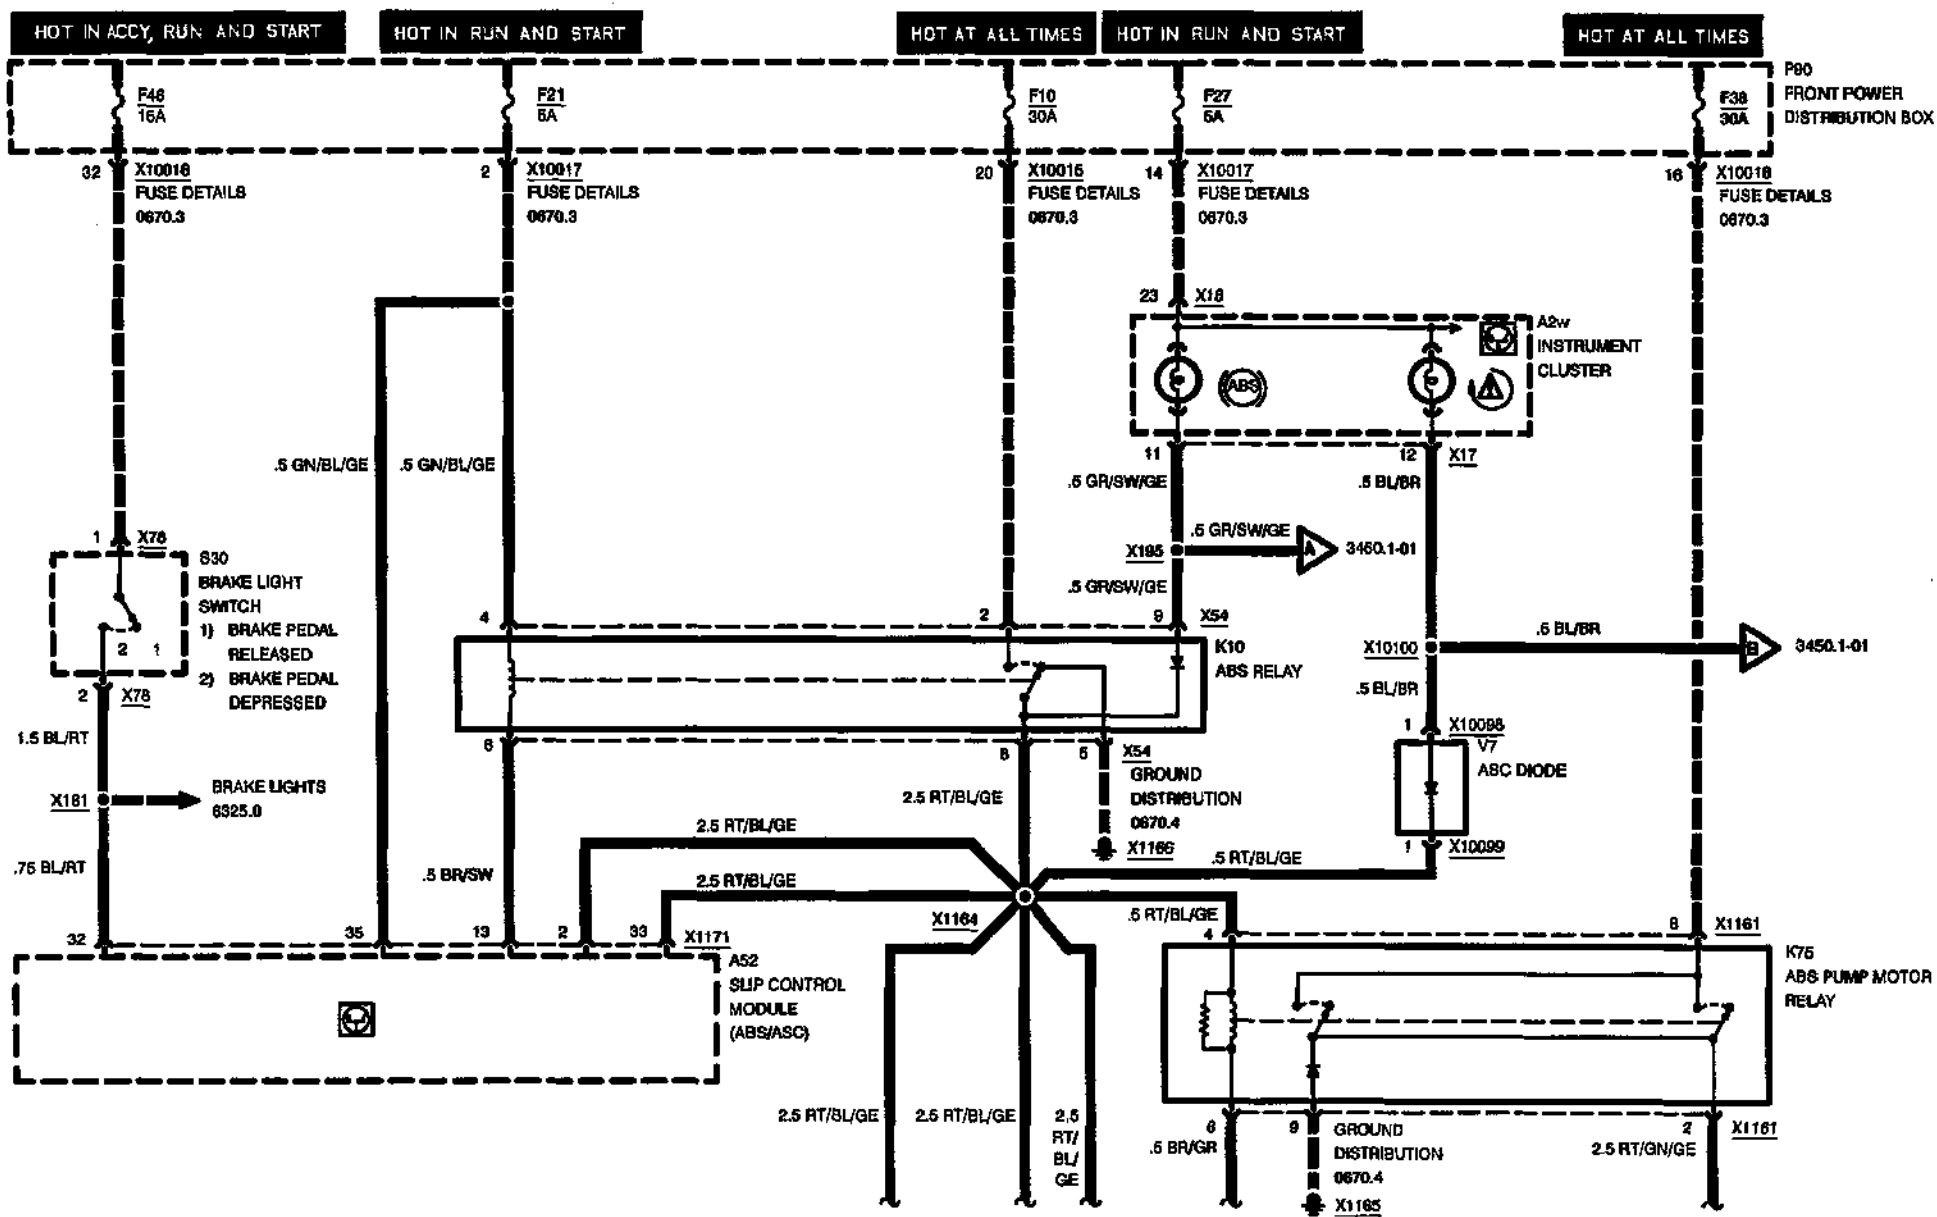 HOT IN ACCY, RUN AND START
HOT IN RUN AND START
HOT AT ALL TIMES
HOT IN RUN AND START
HOT AT ALL TIMES
F46
15A
F21
5A
F10
30A
F27
5A
F38
30A
P90
FRONT POWER
DISTRIBUTION BOX
32
X10018
FUSE DETAILS
0670.3
2
X10017
FUSE DETAILS
0670.3
20
X10015
FUSE DETAILS
0670.3
14
X10017
FUSE DETAILS
0670.3
16
X10018
FUSE DETAILS
0670.3
23
X18
A2w
INSTRUMENT
CLUSTER
ABS
11
12
X17
.5 GN/BL/GE
.5 GN/BL/GE
.5 GR/SW/GE
.5 BL/BR
.5 GR/SW/GE
X195
A
3450.1-01
.5 GR/SW/GE
1
X78
S30
BRAKE LIGHT
SWITCH
1) BRAKE PEDAL
RELEASED
2) BRAKE PEDAL
DEPRESSED
2
1
2
X78
4
2
9
X54
K10
ABS RELAY
X10100
.5 BL/BR
B
3450.1-01
.5 BL/BR
1
X10098
V7
ASC DIODE
1
X10099
1.5 BL/RT
X181
BRAKE LIGHTS
6325.0
.75 BL/RT
6
8
5
X54
GROUND
DISTRIBUTION
0670.4
X1166
2.5 RT/BL/GE
2.5 RT/BL/GE
2.5 RT/BL/GE
.5 BR/SW
.5 RT/BL/GE
.5 RT/BL/GE
X1164
32
35
13
2
33
X1171
A52
SLIP CONTROL
MODULE
(ABS/ASC)
4
8
X1161
K75
ABS PUMP MOTOR
RELAY
2.5 RT/BL/GE
2.5 RT/BL/GE
2.5
RT/
BL/
GE
6
.5 BR/GR
9
GROUND
DISTRIBUTION
0670.4
X1165
2
X1161
2.5 RT/GN/GE